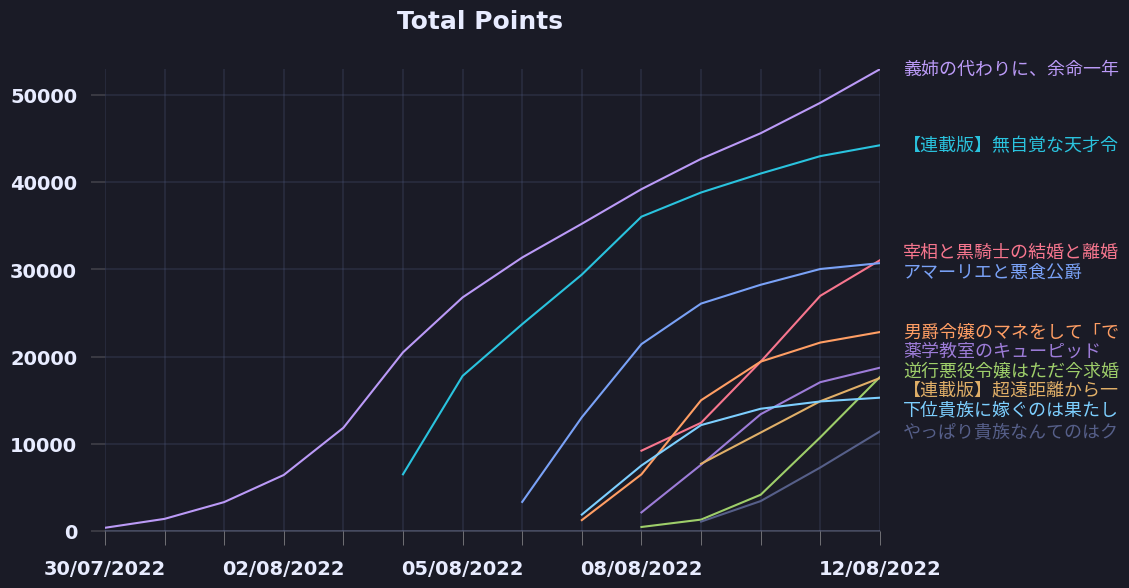 Total Points
50000
40000
30000
20000
10000
0
30/07/2022
02/08/2022
05/08/2022
08/08/2022
12/08/2022
義姉の代わりに、余命一年
【連載版】無自覚な天才令
宰相と黒騎士の結婚と離婚
アマーリエと悪食公爵
男爵令嬢のマネをして「で
薬学教室のキューピッド
逆行悪役令嬢はただ今求婚
【連載版】超遠距離から一
下位貴族に嫁ぐのは果たし
やっぱり貴族なんてのはク